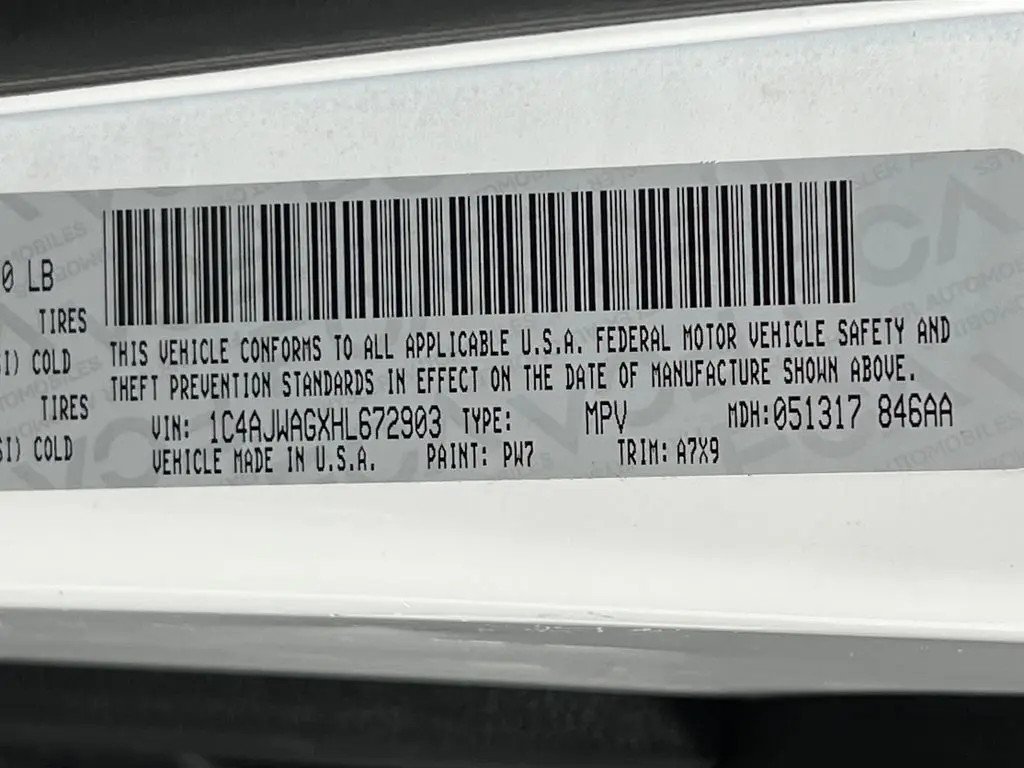 0 LB
TIRES
SI) COLD
TIRES
SI) COLD
THIS VEHICLE CONFORMS TO ALL APPLICABLE U.S.A. FEDERAL MOTOR VEHICLE SAFETY AND
THEFT PREVENTION STANDARDS IN EFFECT ON THE DATE OF MANUFACTURE SHOWN ABOVE.
VIN: 1C4AJWAGXHL672903 TYPE: MPV MDH:051317 846AA
VEHICLE MADE IN U.S.A. PAINT: PW7 TRIM: A7X9